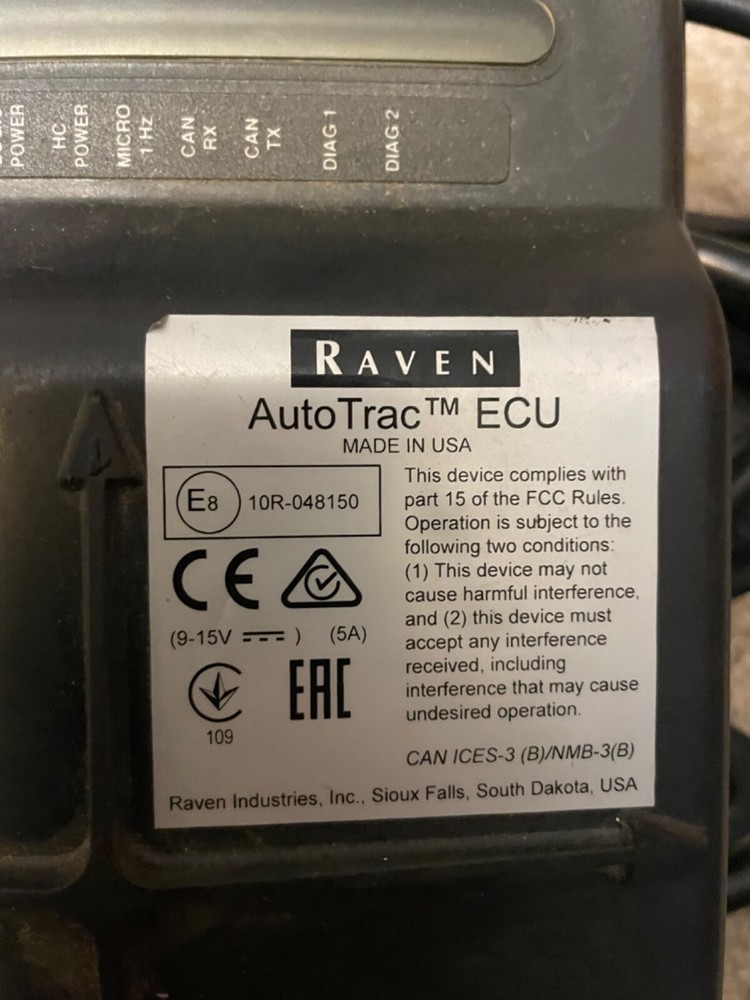 POWER
HC
POWER
MICRO
1 Hz
CAN
RX
CAN
TX
DIAG 1
DIAG 2
RAVEN
AutoTrac™ ECU
MADE IN USA
E8 10R-048150
CE
(9-15V ⎓ ) (5A)
EAC
109
This device complies with
part 15 of the FCC Rules.
Operation is subject to the
following two conditions:
(1) This device may not
cause harmful interference,
and (2) this device must
accept any interference
received, including
interference that may cause
undesired operation.
CAN ICES-3 (B)/NMB-3(B)
Raven Industries, Inc., Sioux Falls, South Dakota, USA